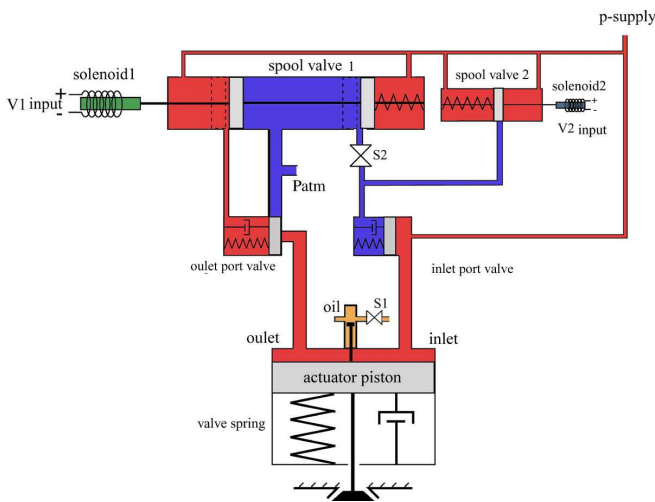 p-supply
solenoid1
spool valve 1
spool valve 2
solenoid2
V1 input
+
-
+
-
V2 input
S2
Patm
oulet port valve
inlet port valve
oil
S1
oulet
inlet
actuator piston
valve spring